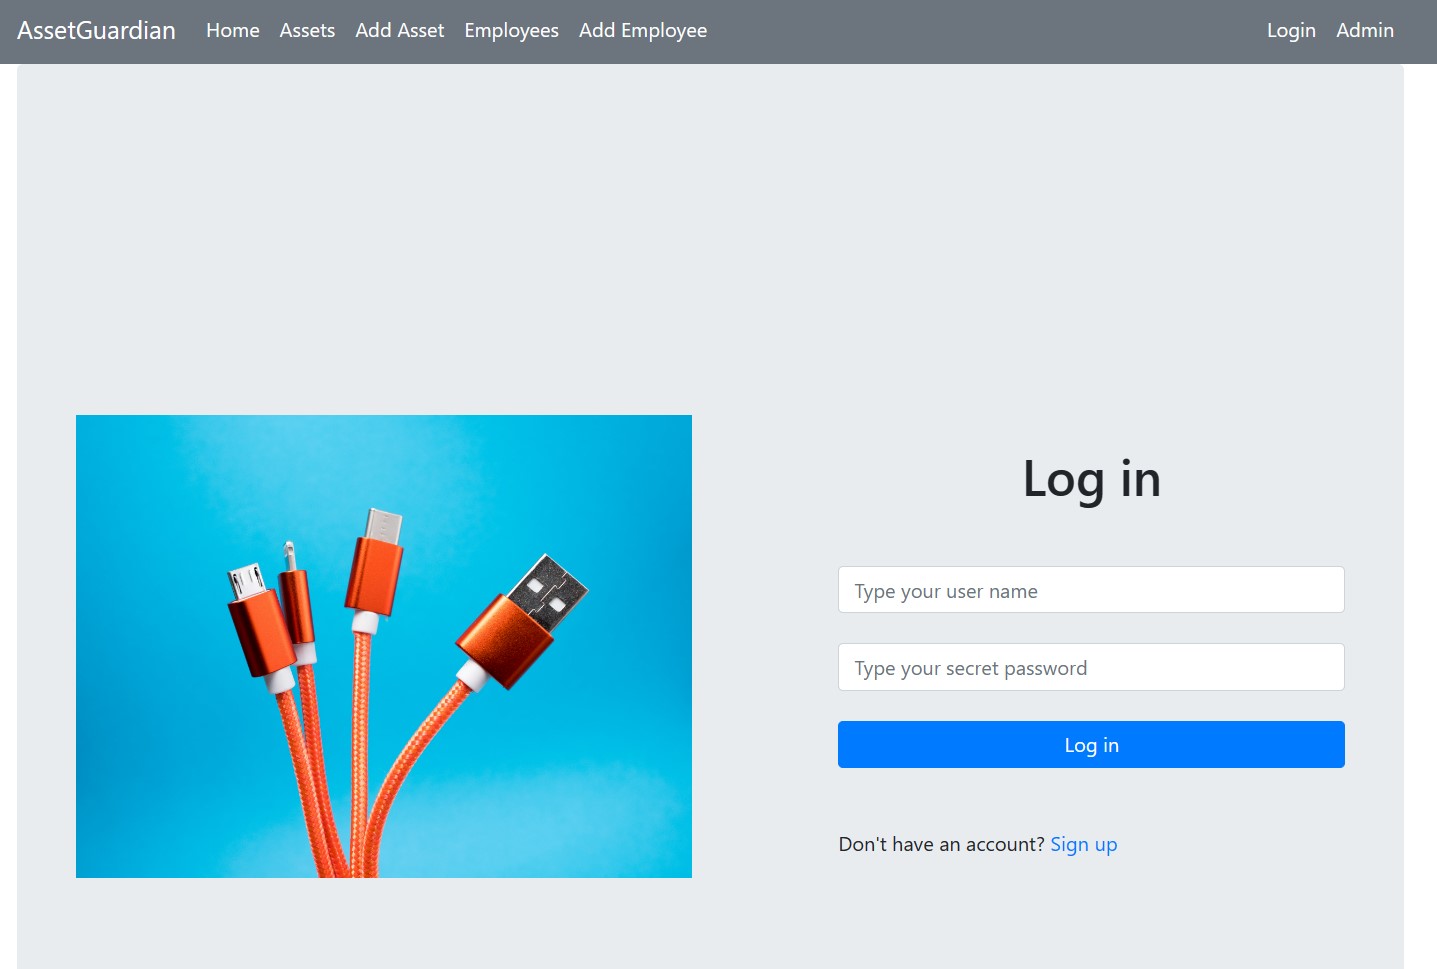 AssetGuardian Home Assets Add Asset Employees Add Employee Login Admin
Log in
Type your user name
Type your secret password
Log in
Don't have an account? Sign up